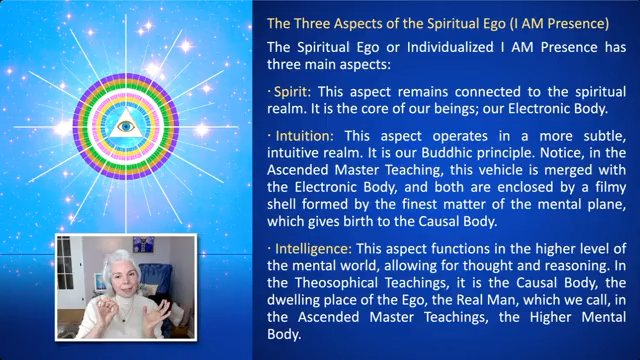 The Three Aspects of the Spiritual Ego (I AM Presence)
The Spiritual Ego or Individualized I AM Presence has
three main aspects:
· Spirit: This aspect remains connected to the spiritual
realm. It is the core of our beings; our Electronic Body.
· Intuition: This aspect operates in a more subtle,
intuitive realm. It is our Buddhic principle. Notice, in the
Ascended Master Teaching, this vehicle is merged with
the Electronic Body, and both are enclosed by a filmy
shell formed by the finest matter of the mental plane,
which gives birth to the Causal Body.
· Intelligence: This aspect functions in the higher level of
the mental world, allowing for thought and reasoning. In
the Theosophical Teachings, it is the Causal Body, the
dwelling place of the Ego, the Real Man, which we call, in
the Ascended Master Teachings, the Higher Mental
Body.